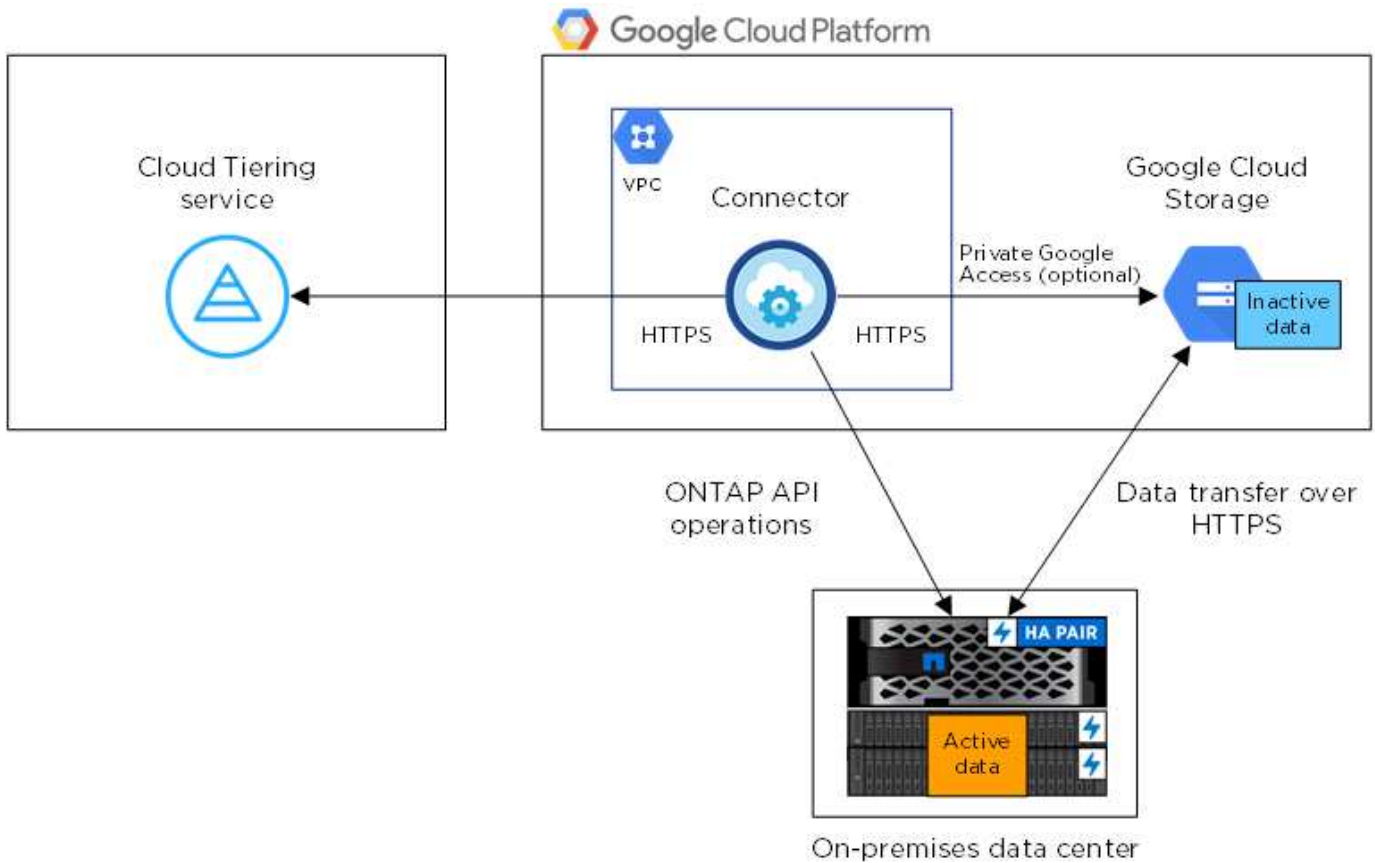 Google Cloud Platform
Cloud Tiering
service
VPC
Connector
Google Cloud
Storage
Private Google
Access (optional)
Inactive
data
HTTPS
HTTPS
ONTAP API
operations
Data transfer over
HTTPS
HA PAIR
Active
data
On-premises data center